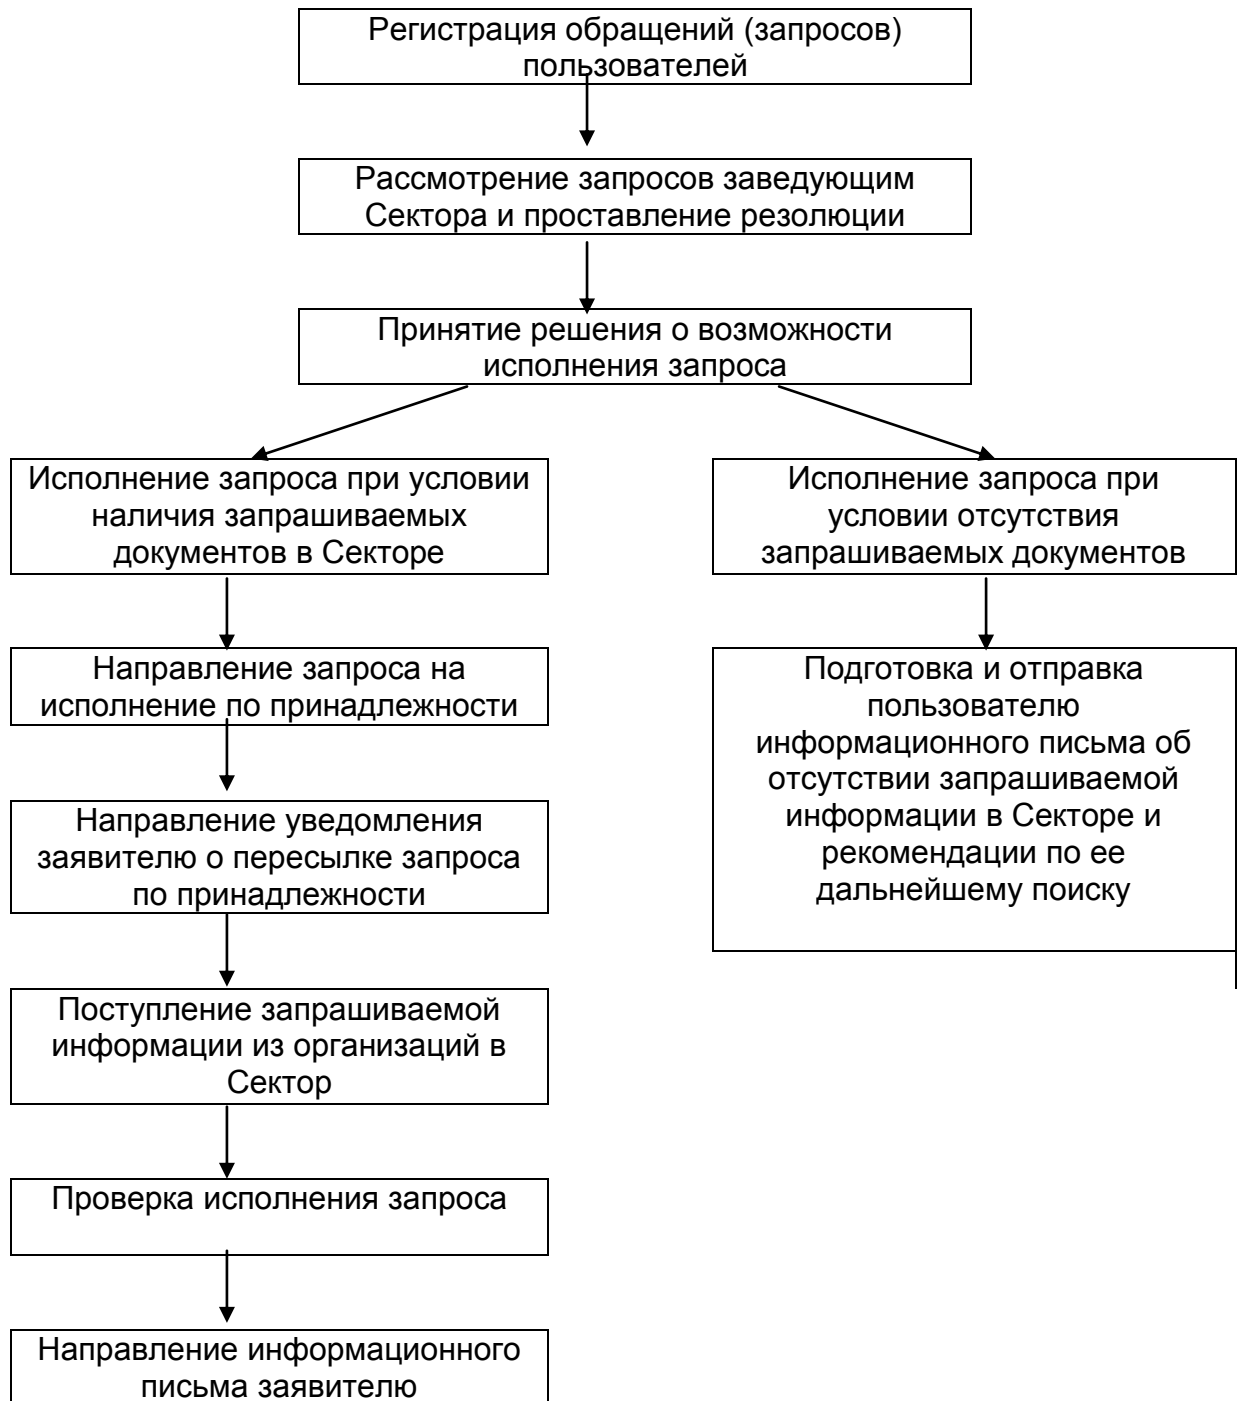 Регистрация обращений (запросов)
пользователей
Рассмотрение запросов заведующим
Сектора и проставление резолюции
Принятие решения о возможности
исполнения запроса
Исполнение запроса при условии
наличия запрашиваемых
документов в Секторе
Исполнение запроса при
условии отсутствия
запрашиваемых документов
Направление запроса на
исполнение по принадлежности
Подготовка и отправка
пользователю
информационного письма об
отсутствии запрашиваемой
информации в Секторе и
рекомендации по ее
дальнейшему поиску
Направление уведомления
заявителю о пересылке запроса
по принадлежности
Поступление запрашиваемой
информации из организаций в
Сектор
Проверка исполнения запроса
Направление информационного
письма заявителю